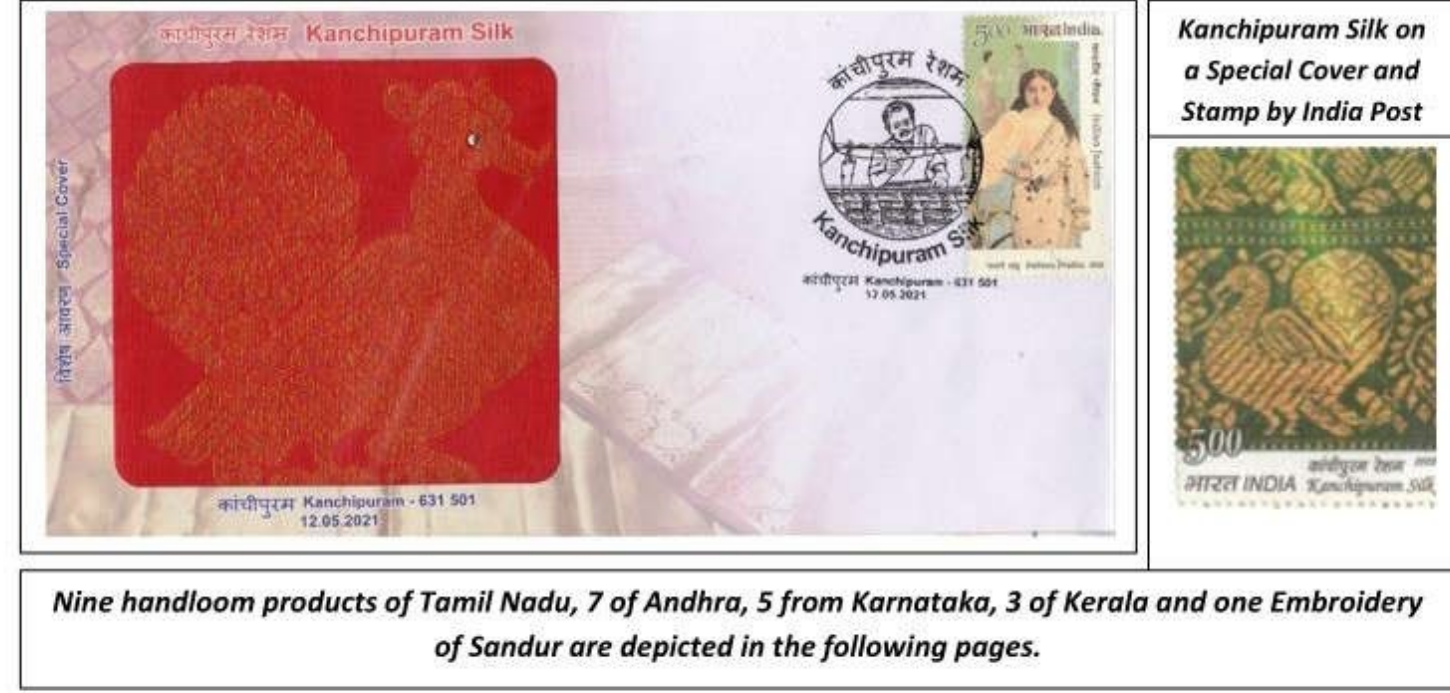 कांचीपुरम रेशम Kanchipuram Silk
विशेष आवरण / Special Cover
कांचीपुरम Kanchipuram - 631 501
12.05.2021
कांचीपुरम रेशम
Kanchipuram Silk
कांचीपुरम Kanchipuram - 631 501
12.05.2021
500 भारत India
Indian Fashion
Kanchipuram Silk on
a Special Cover and
Stamp by India Post
500
कांचीपुरम रेशम
भारत INDIA Kanchipuram Silk
Nine handloom products of Tamil Nadu, 7 of Andhra, 5 from Karnataka, 3 of Kerala and one Embroidery
of Sandur are depicted in the following pages.